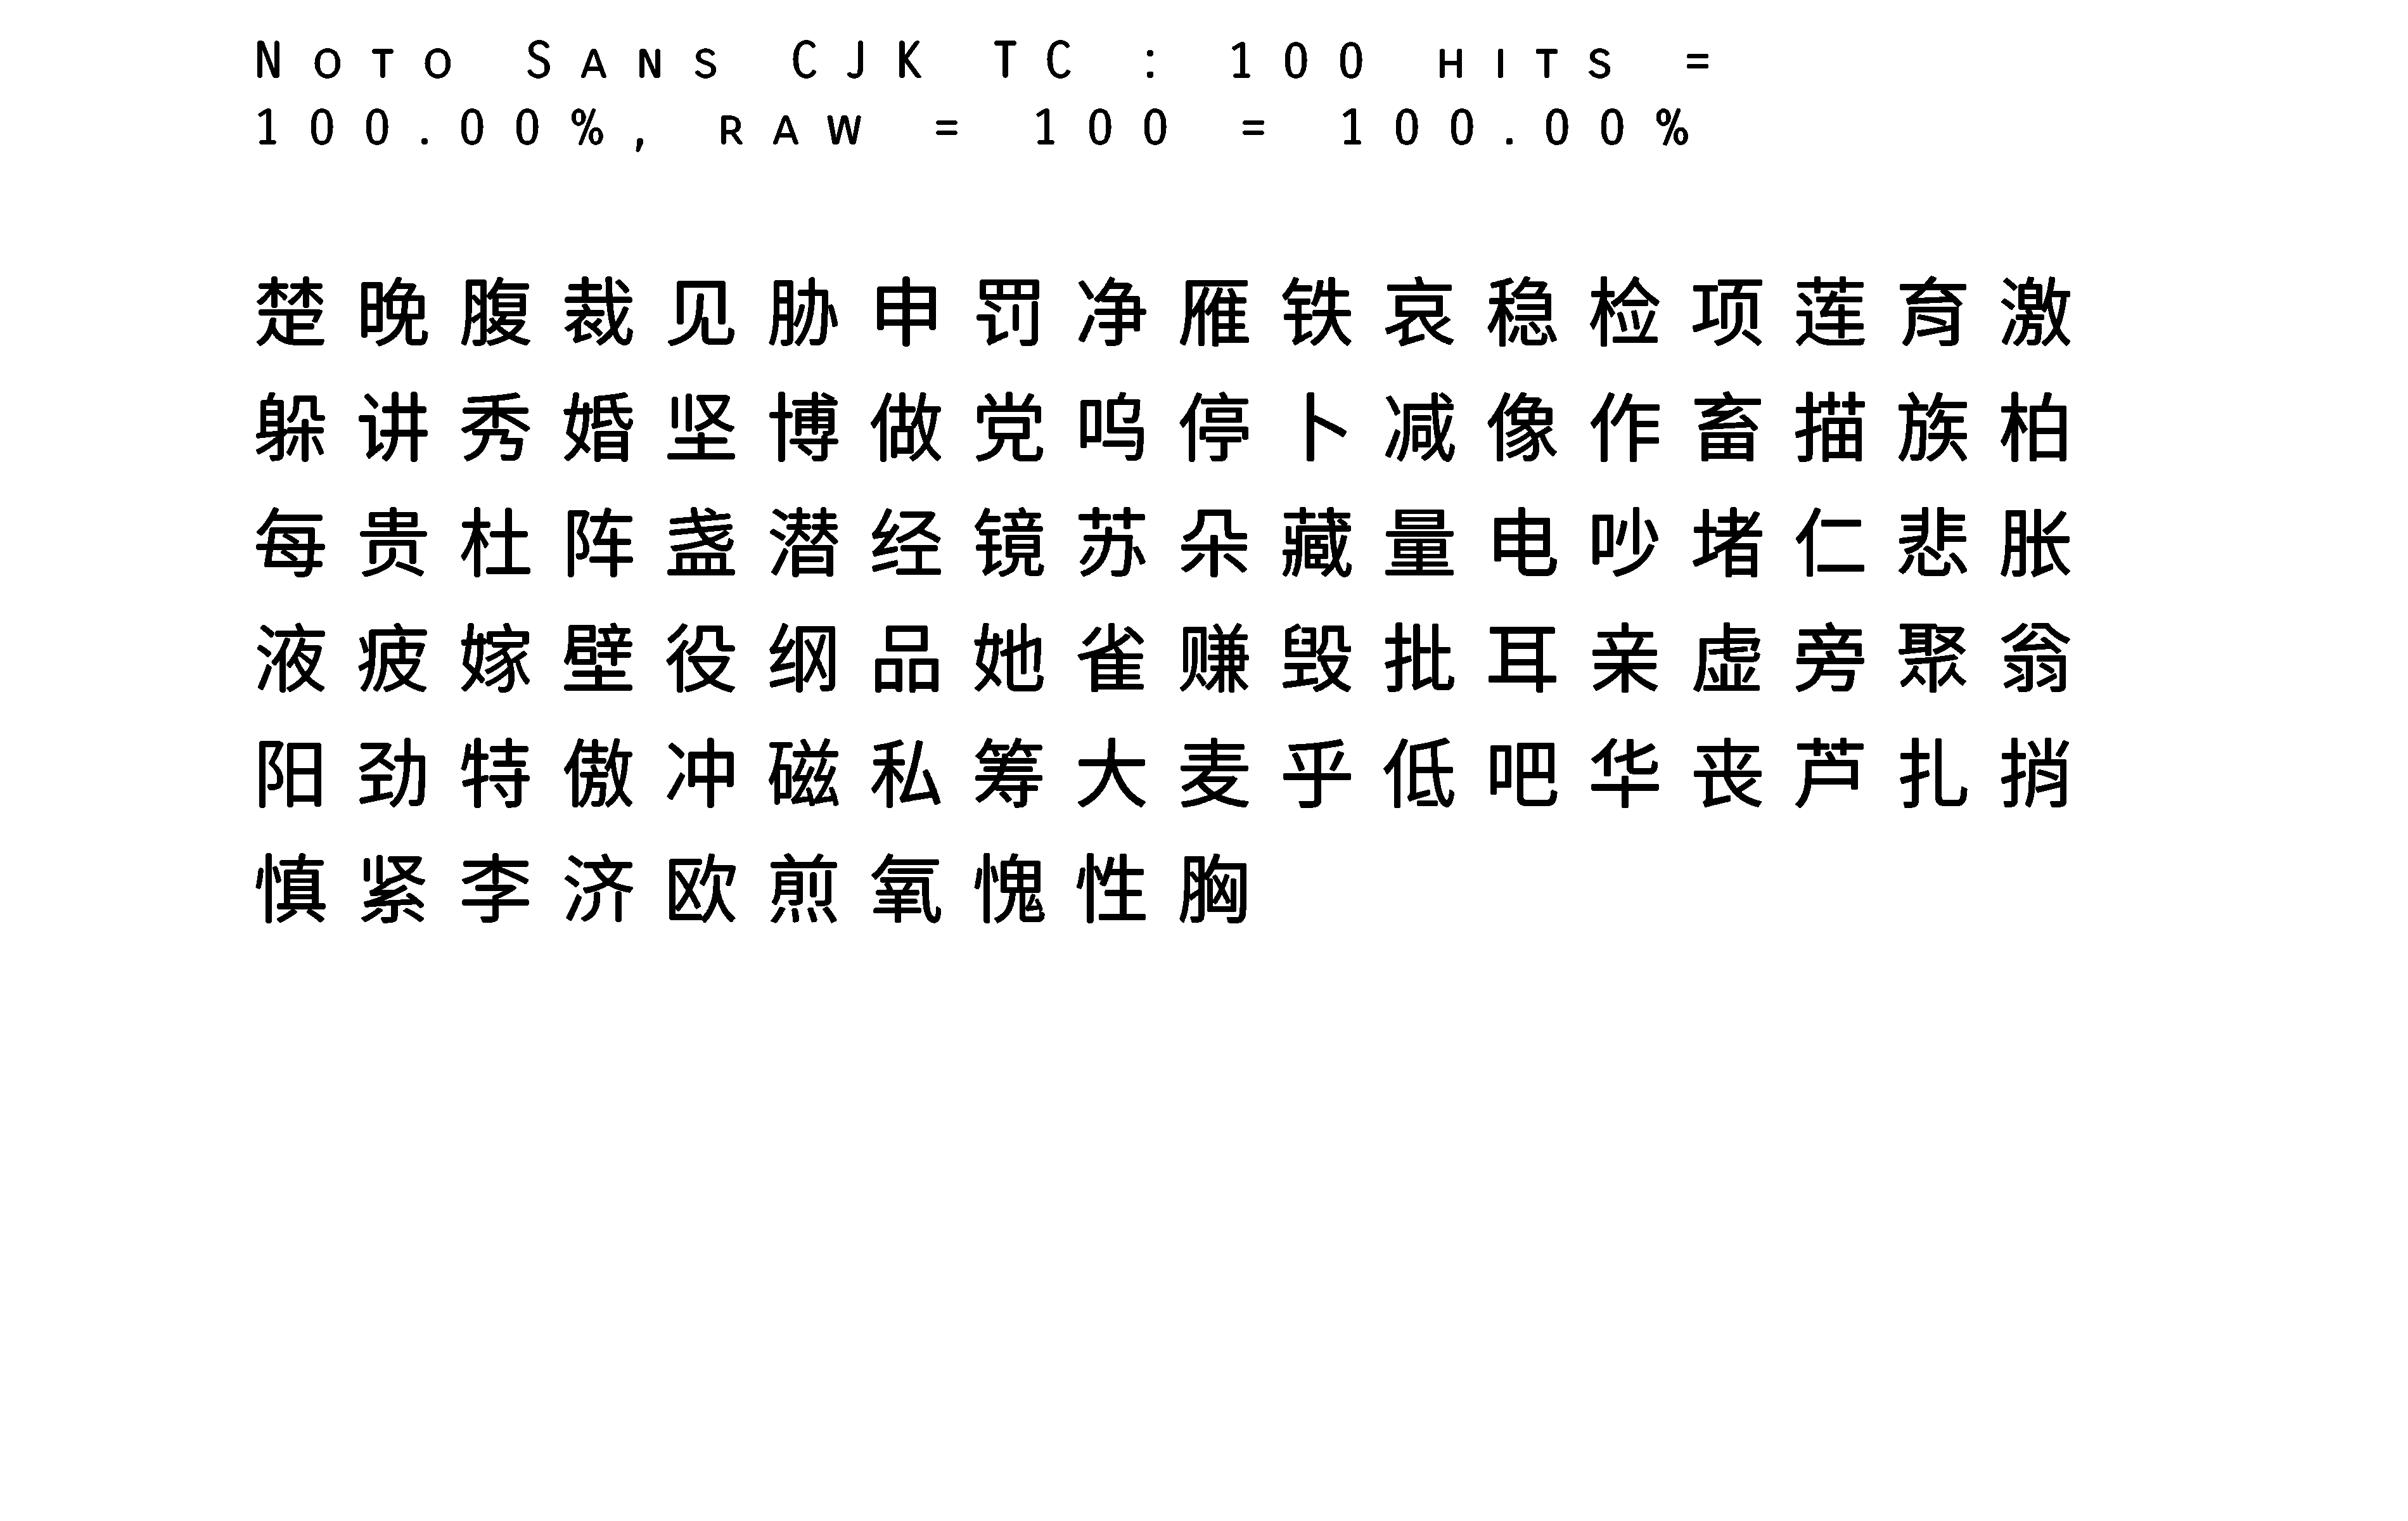 Noto Sans CJK TC : 100 hits =
100.00%, raw = 100 = 100.00%
楚晚腹裁见胁申罚净雁铁哀稳检项莲育激
躲讲秀婚坚博做党呜停卜减像作畜描族柏
每贵杜阵盏潜经镜苏朵藏量电吵堵仁悲胀
液疲嫁壁役纲品她雀赚毁批耳亲虚旁聚翁
阳劲特傲冲磁私筹大麦乎低吧华丧芦扎捎
慎紧李济欧煎氧愧性胸